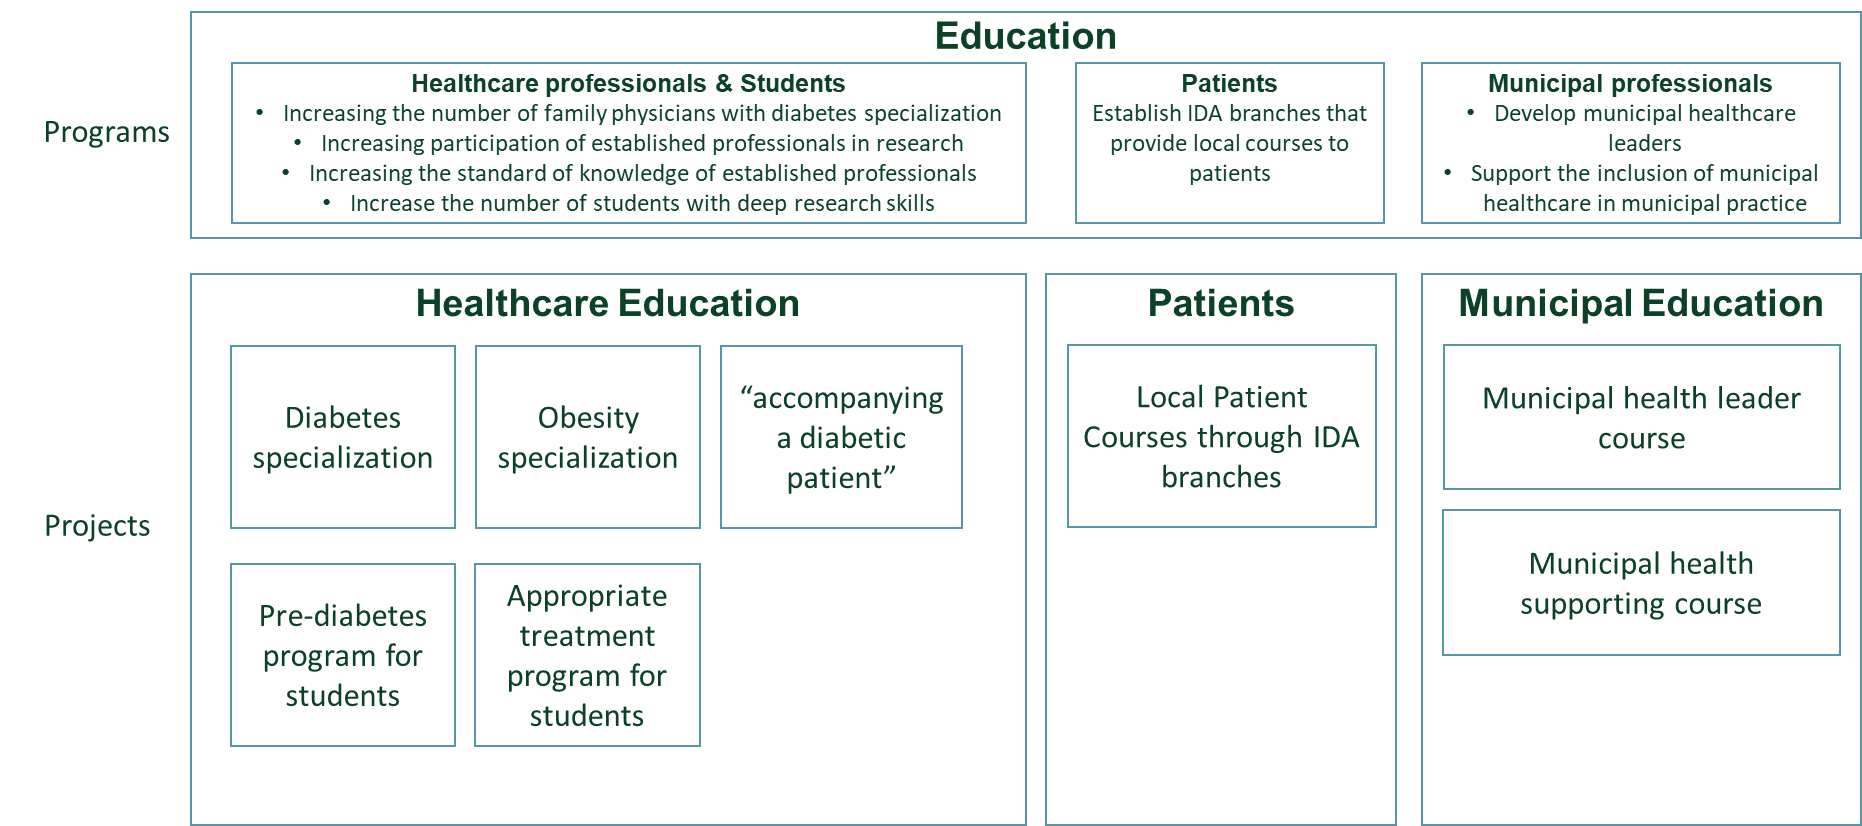 Education
Programs
Healthcare professionals & Students
• Increasing the number of family physicians with diabetes specialization
• Increasing participation of established professionals in research
• Increasing the standard of knowledge of established professionals
• Increase the number of students with deep research skills
Patients
Establish IDA branches that
provide local courses to
patients
Municipal professionals
• Develop municipal healthcare
leaders
• Support the inclusion of municipal
healthcare in municipal practice
Projects
Healthcare Education
Diabetes
specialization
Obesity
specialization
“accompanying
a diabetic
patient”
Pre-diabetes
program for
students
Appropriate
treatment
program for
students
Patients
Local Patient
Courses through IDA
branches
Municipal Education
Municipal health leader
course
Municipal health
supporting course